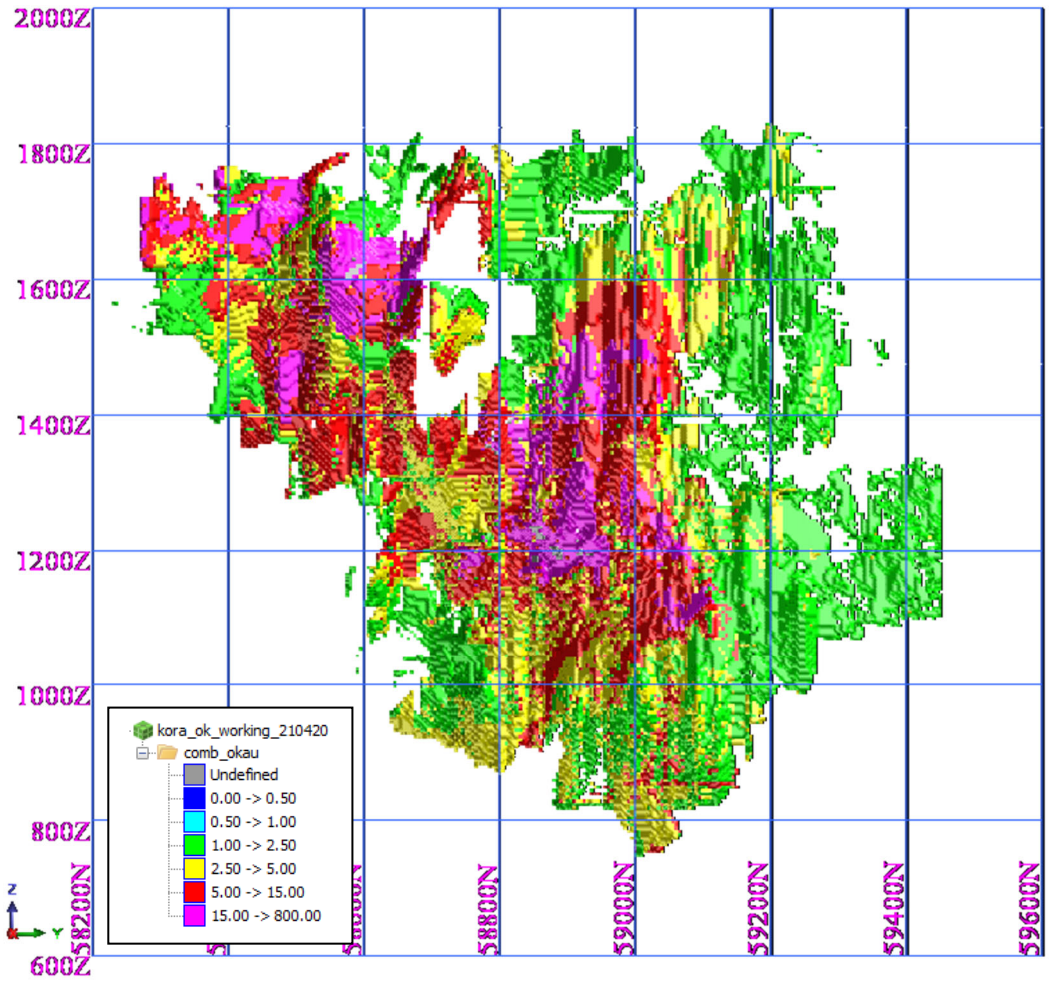 2000Z
1800Z
1600Z
1400Z
1200Z
1000Z
800Z
600Z
kora_ok_working_210420
comb_okau
Undefined
0.00 -> 0.50
0.50 -> 1.00
1.00 -> 2.50
2.50 -> 5.00
5.00 -> 15.00
15.00 -> 800.00
Z
Y
58200N
58800N
59000N
59200N
59400N
59600N